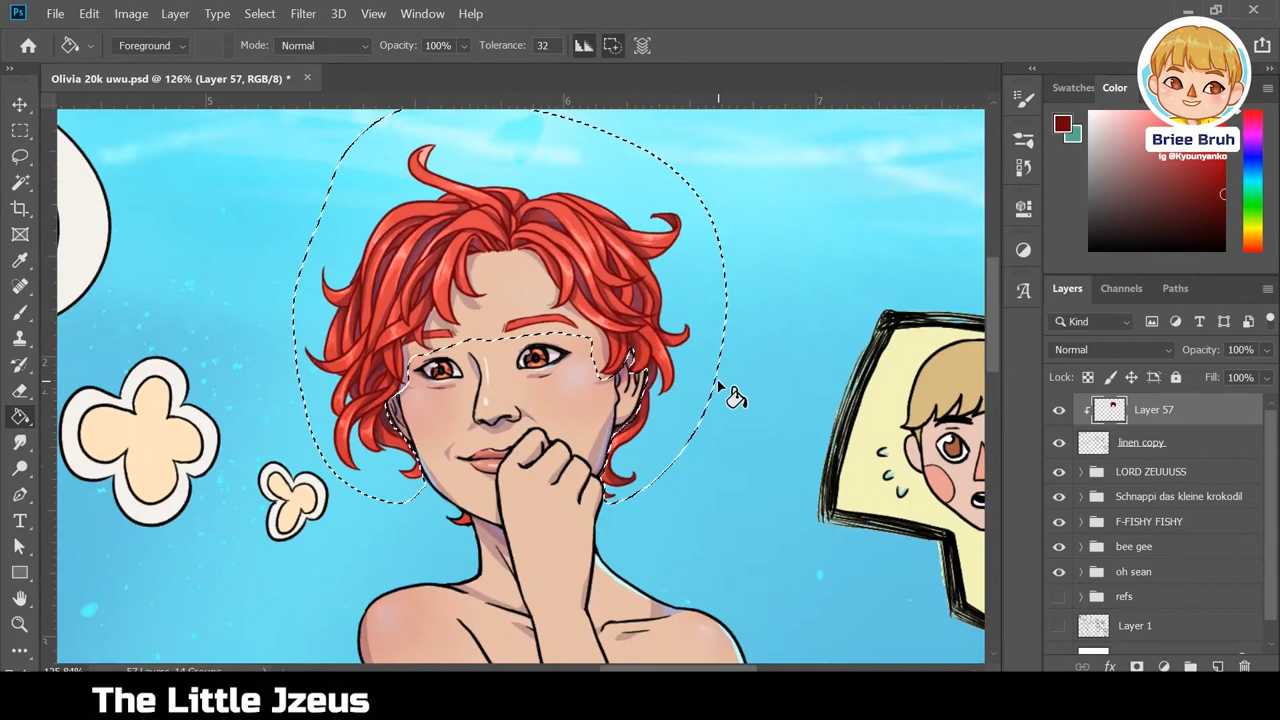 Ps File Edit Image Layer Type Select Filter 3D View Window Help
Foreground Mode: Normal Opacity: 100% Tolerance: 32
Olivia 20k uwu.psd @ 126% (Layer 57, RGB/8) *
5 6 7
2
3
Briee Bruh
ig @Kyounyanko
Swatches Color
Layers Channels Paths
Kind
Normal Opacity: 100%
Lock: Fill: 100%
Layer 57
linen copy
LORD ZEUUUSS
Schnappi das kleine krokodil
F-FISHY FISHY
bee gee
oh sean
refs
Layer 1
The Little Jzeus